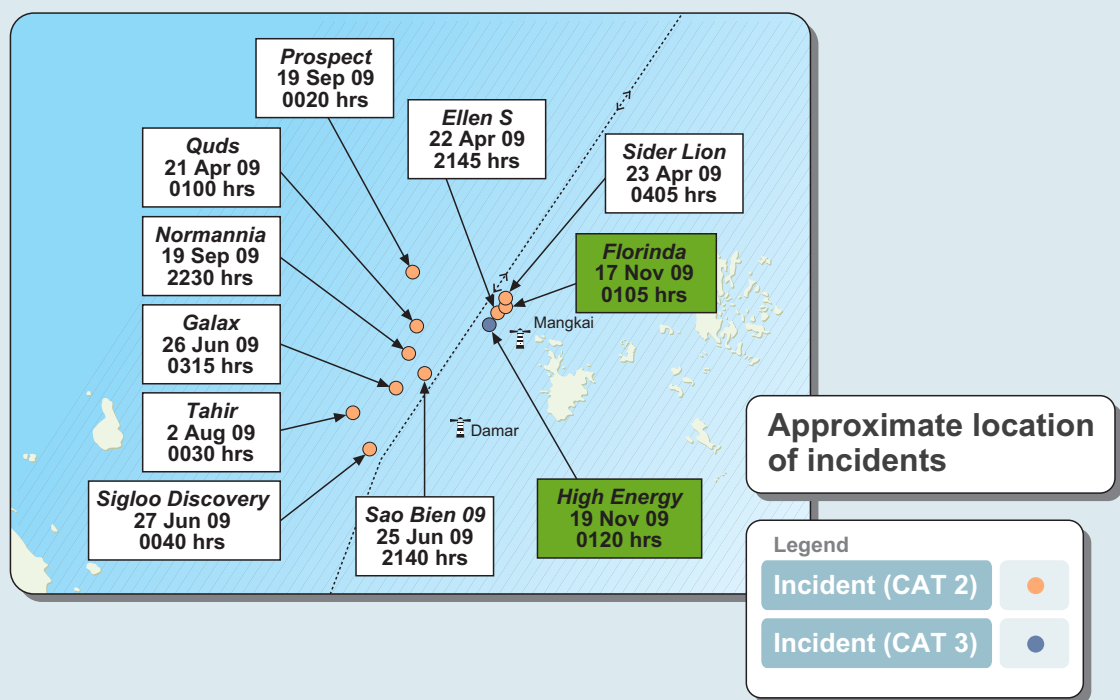 Prospect
19 Sep 09
0020 hrs
Ellen S
22 Apr 09
2145 hrs
Quds
21 Apr 09
0100 hrs
Sider Lion
23 Apr 09
0405 hrs
Normannia
19 Sep 09
2230 hrs
Florinda
17 Nov 09
0105 hrs
Galax
26 Jun 09
0315 hrs
Mangkai
Tahir
2 Aug 09
0030 hrs
Damar
Sigloo Discovery
27 Jun 09
0040 hrs
Sao Bien 09
25 Jun 09
2140 hrs
High Energy
19 Nov 09
0120 hrs
Approximate location
of incidents
Legend
Incident (CAT 2)
Incident (CAT 3)